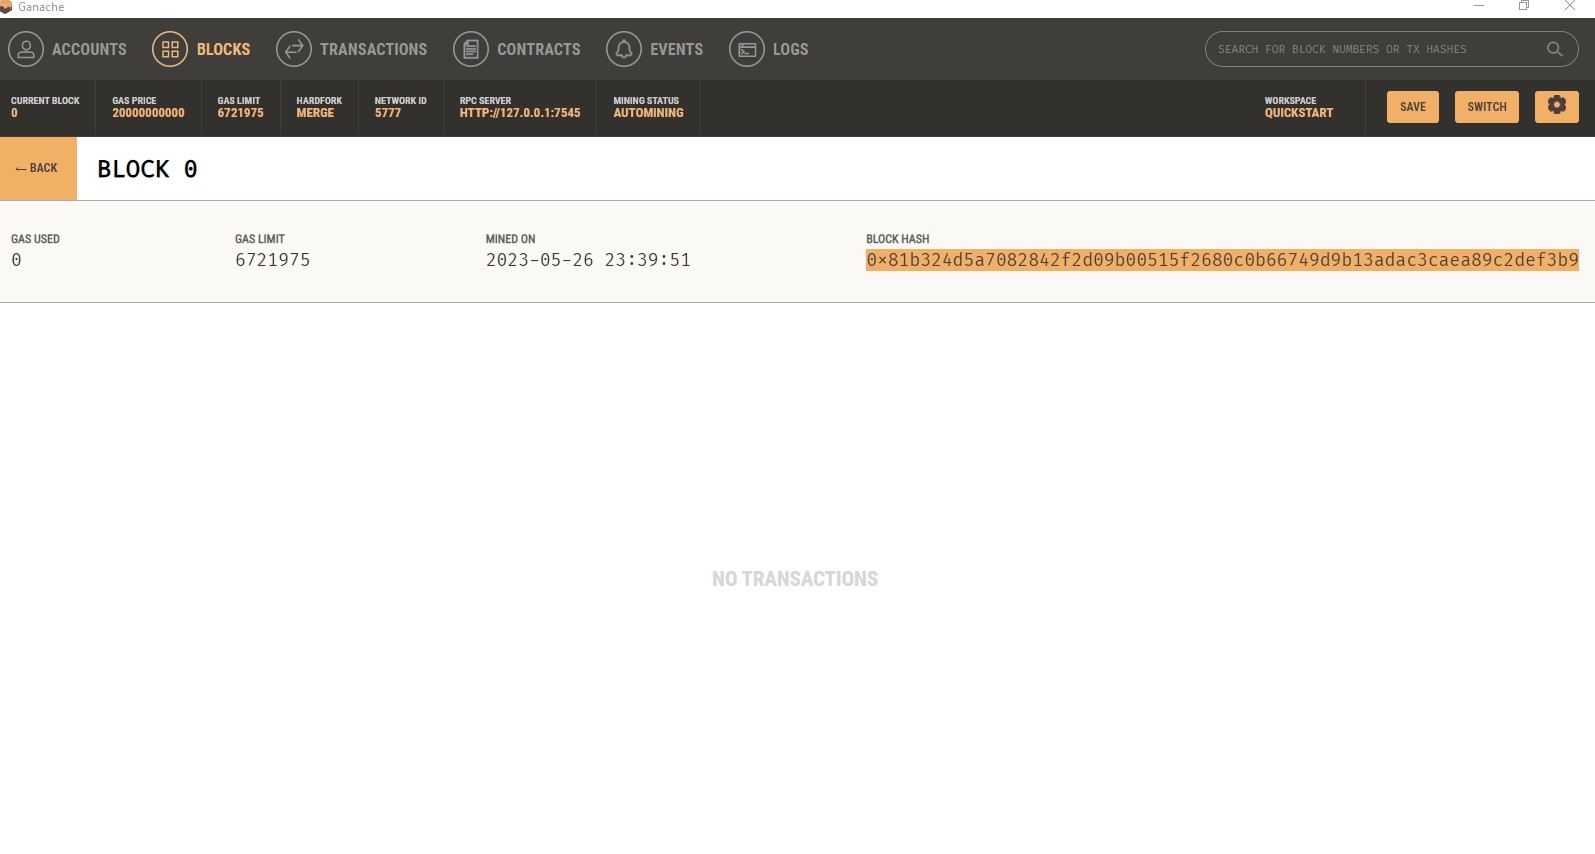 Ganache
ACCOUNTS BLOCKS TRANSACTIONS CONTRACTS EVENTS LOGS SEARCH FOR BLOCK NUMBERS OR TX HASHES
CURRENT BLOCK GAS PRICE GAS LIMIT HARDFORK NETWORK ID RPC SERVER MINING STATUS WORKSPACE
0 20000000000 6721975 MERGE 5777 HTTP://127.0.0.1:7545 AUTOMINING QUICKSTART SAVE SWITCH
← BACK BLOCK 0
GAS USED GAS LIMIT MINED ON BLOCK HASH
0 6721975 2023-05-26 23:39:51 0×81b324d5a7082842f2d09b00515f2680c0b66749d9b13adac3caea89c2def3b9
NO TRANSACTIONS